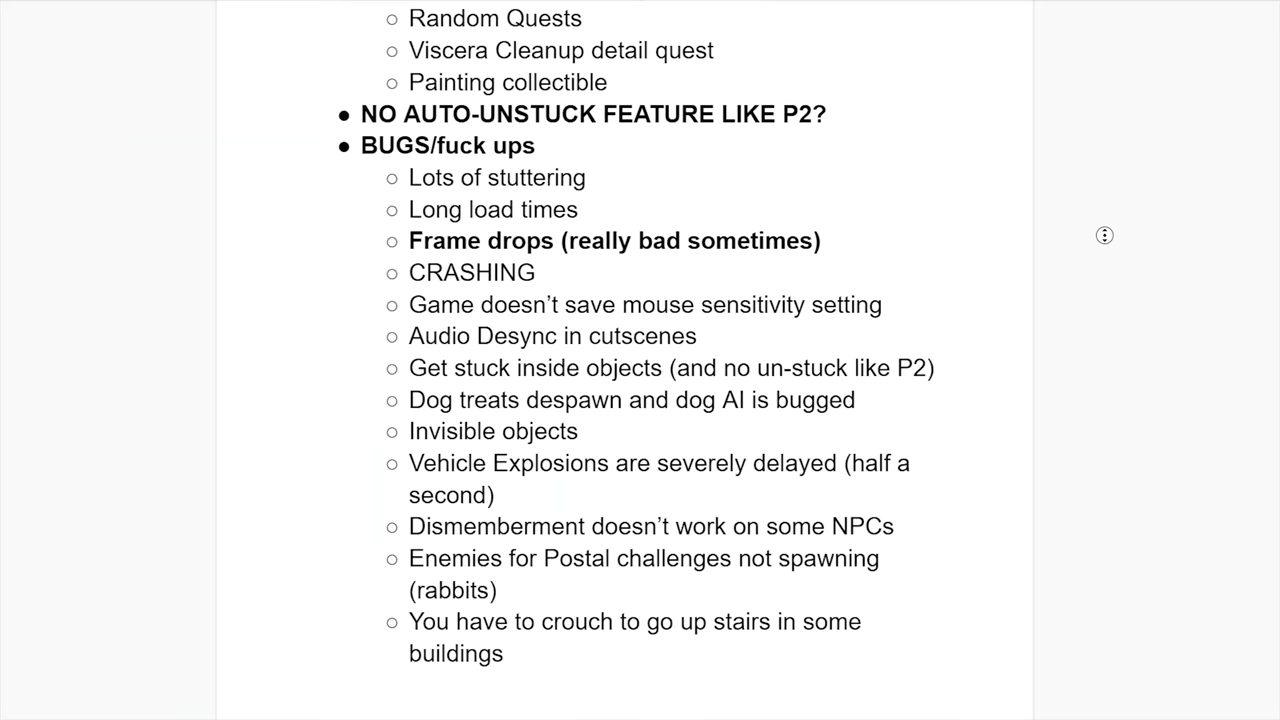 ○ Random Quests
○ Viscera Cleanup detail quest
○ Painting collectible
● NO AUTO-UNSTUCK FEATURE LIKE P2?
● BUGS/fuck ups
○ Lots of stuttering
○ Long load times
○ Frame drops (really bad sometimes)
○ CRASHING
○ Game doesn’t save mouse sensitivity setting
○ Audio Desync in cutscenes
○ Get stuck inside objects (and no un-stuck like P2)
○ Dog treats despawn and dog AI is bugged
○ Invisible objects
○ Vehicle Explosions are severely delayed (half a
second)
○ Dismemberment doesn’t work on some NPCs
○ Enemies for Postal challenges not spawning
(rabbits)
○ You have to crouch to go up stairs in some
buildings